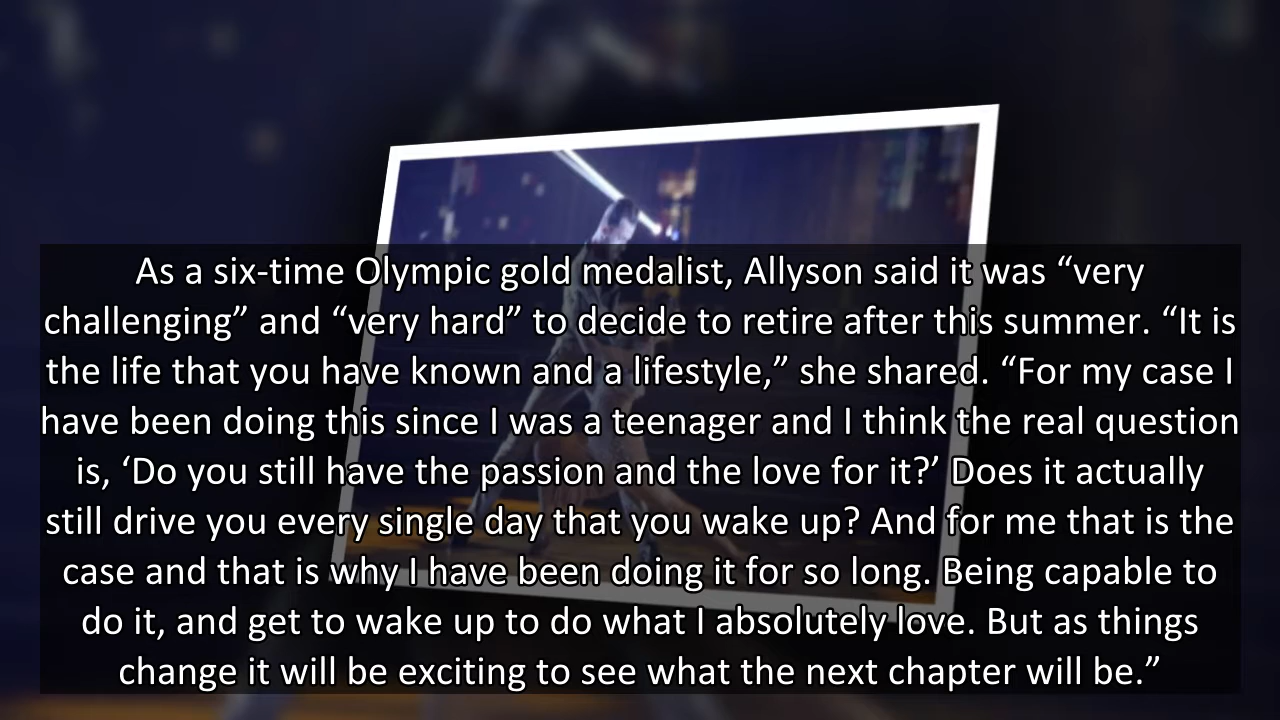 As a six-time Olympic gold medalist, Allyson said it was “very
challenging” and “very hard” to decide to retire after this summer. “It is
the life that you have known and a lifestyle,” she shared. “For my case I
have been doing this since I was a teenager and I think the real question
is, ‘Do you still have the passion and the love for it?’ Does it actually
still drive you every single day that you wake up? And for me that is the
case and that is why I have been doing it for so long. Being capable to
do it, and get to wake up to do what I absolutely love. But as things
change it will be exciting to see what the next chapter will be.”